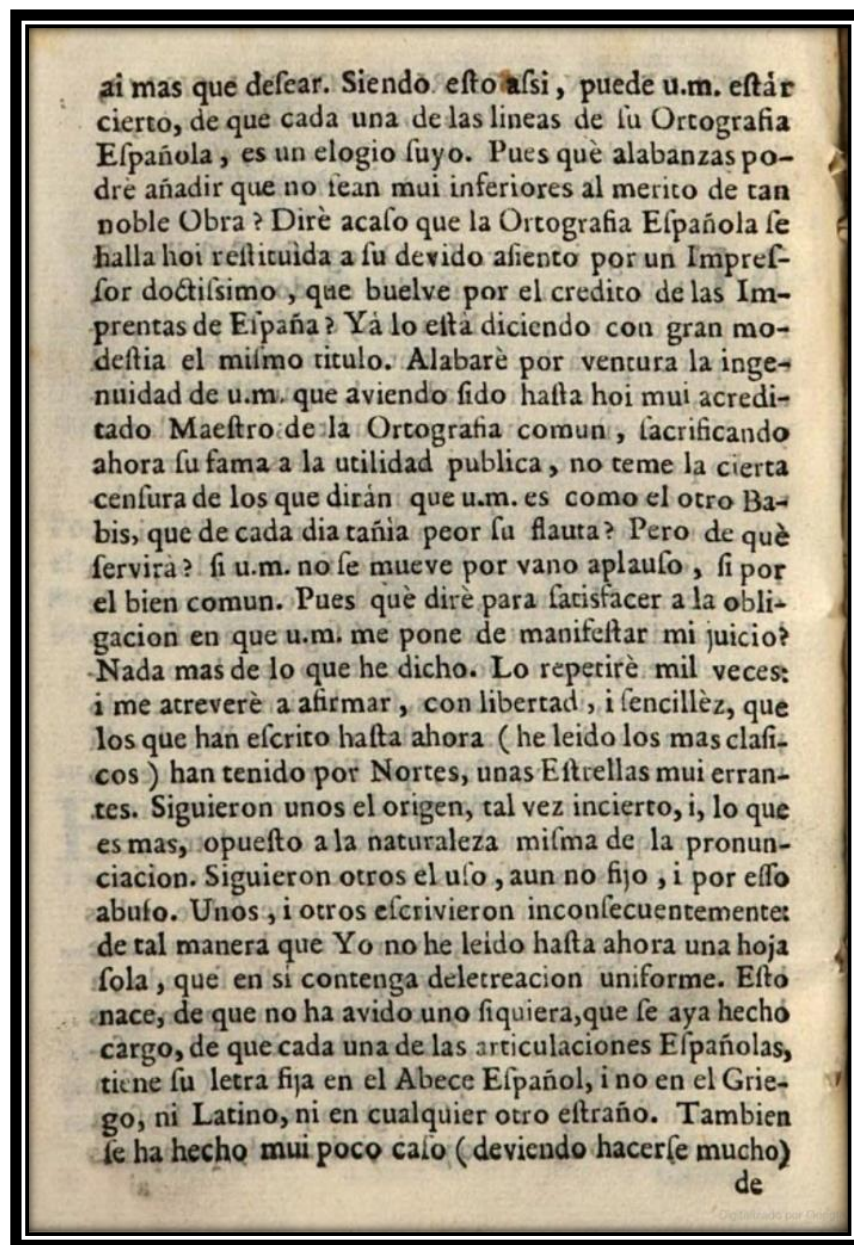 ai mas que deſear. Siendo eſto aſsi, puede u.m. eſtár
cierto, de que cada una de las lineas de ſu Ortografia
Eſpañola, es un elogio ſuyo. Pues què alabanzas po-
drè añadir que no ſean mui inferiores al merito de tan
noble Obra? Dirè acaſo que la Ortografia Eſpañola ſe
halla hoi reſtituìda a ſu devido aſiento por un Impreſ-
ſor doctiſsimo, que buelve por el credito de las Im-
prentas de Eſpaña? Yà lo eſtà diciendo con gran mo-
deſtia el miſmo titulo. Alabarè por ventura la inge-
nuidad de u.m. que aviendo ſido haſta hoi mui acredi-
tado Maeſtro de la Ortografia comun, ſacrificando
ahora ſu fama a la utilidad publica, no teme la cierta
cenſura de los que dirán que u.m. es como el otro Ba-
bis, que de cada dia tañia peor ſu flauta? Pero de què
ſervirà? ſi u.m. no ſe mueve por vano aplauſo, ſi por
el bien comun. Pues què dirè para ſatisfacer a la obli-
gacion en que u.m. me pone de manifeſtar mi juicio?
Nada mas de lo que he dicho. Lo repetirè mil veces:
i me atreverè a afirmar, con libertad, i ſencillèz, que
los que han eſcrito haſta ahora (he leido los mas claſi-
cos) han tenido por Nortes, unas Eſtrellas mui erran-
tes. Siguieron unos el origen, tal vez incierto, i, lo que
es mas, opueſto a la naturaleza miſma de la pronun-
ciacion. Siguieron otros el uſo, aun no fijo, i por eſſo
abuſo. Unos, i otros eſcrivieron inconſecuentemente:
de tal manera que Yo no he leido haſta ahora una hoja
ſola, que en si contenga deletreacion uniforme. Eſto
nace, de que no ha avido uno ſiquiera, que ſe aya hecho
cargo, de que cada una de las articulaciones Eſpañolas,
tiene ſu letra fija en el Abece Eſpañol, i no en el Grie-
go, ni Latino, ni en cualquier otro eſtraño. Tambien
ſe ha hecho mui poco caſo (deviendo hacerſe mucho)
de
Digitalizado por Google